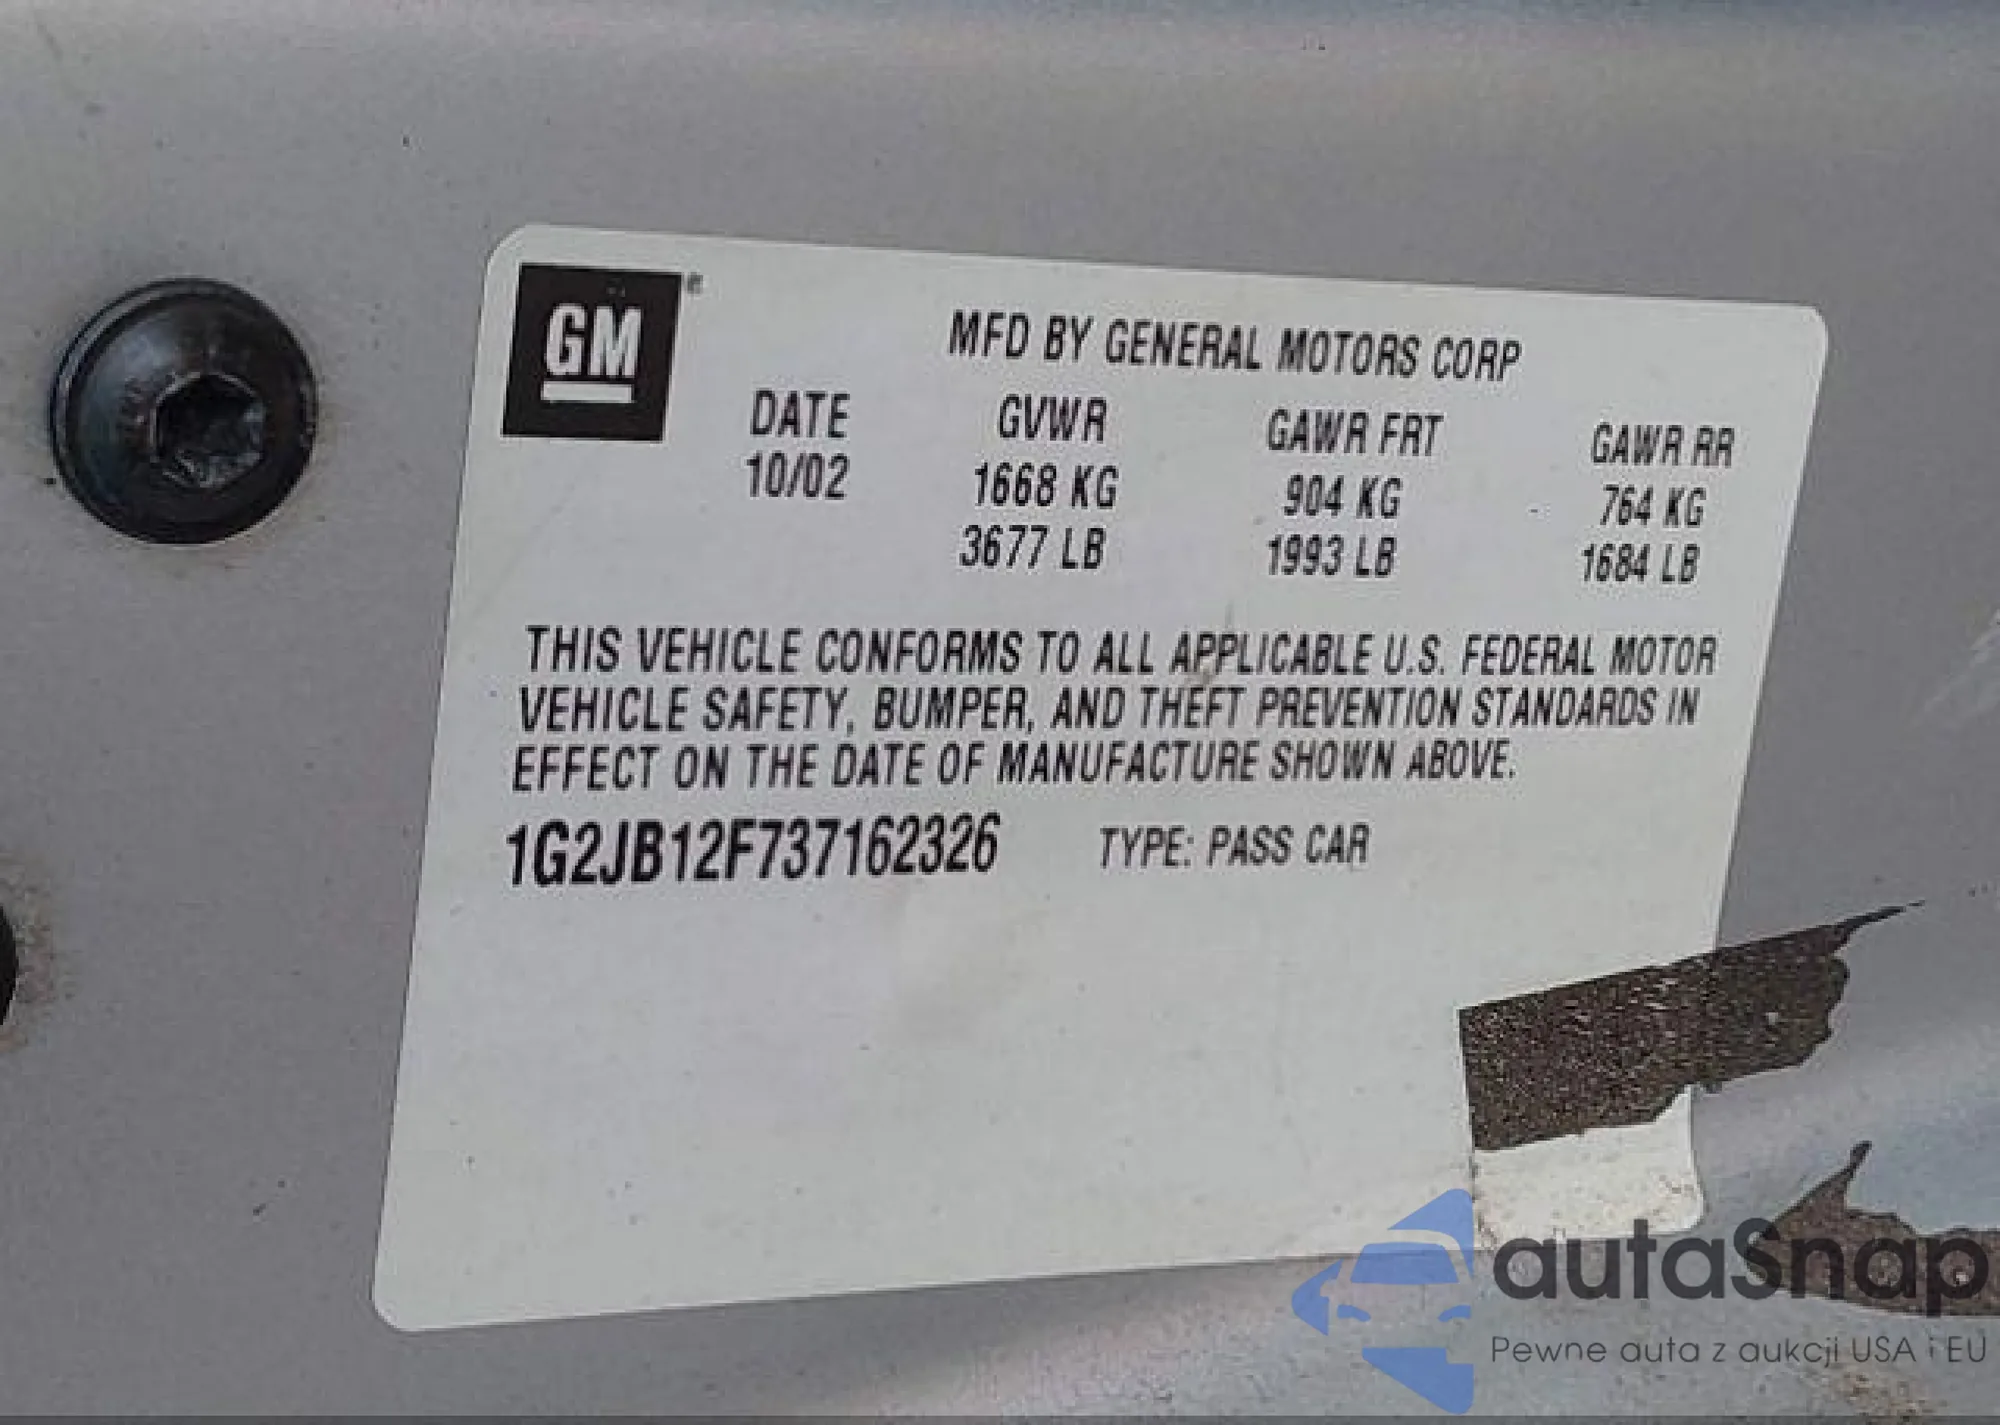 GM®
MFD BY GENERAL MOTORS CORP
DATE GVWR GAWR FRT GAWR RR
10/02 1668 KG 904 KG 764 KG
3677 LB 1993 LB 1684 LB
THIS VEHICLE CONFORMS TO ALL APPLICABLE U.S. FEDERAL MOTOR
VEHICLE SAFETY, BUMPER, AND THEFT PREVENTION STANDARDS IN
EFFECT ON THE DATE OF MANUFACTURE SHOWN ABOVE.
1G2JB12F737162326 TYPE: PASS CAR
autaSnap
Pewne auta z aukcji USA i EU